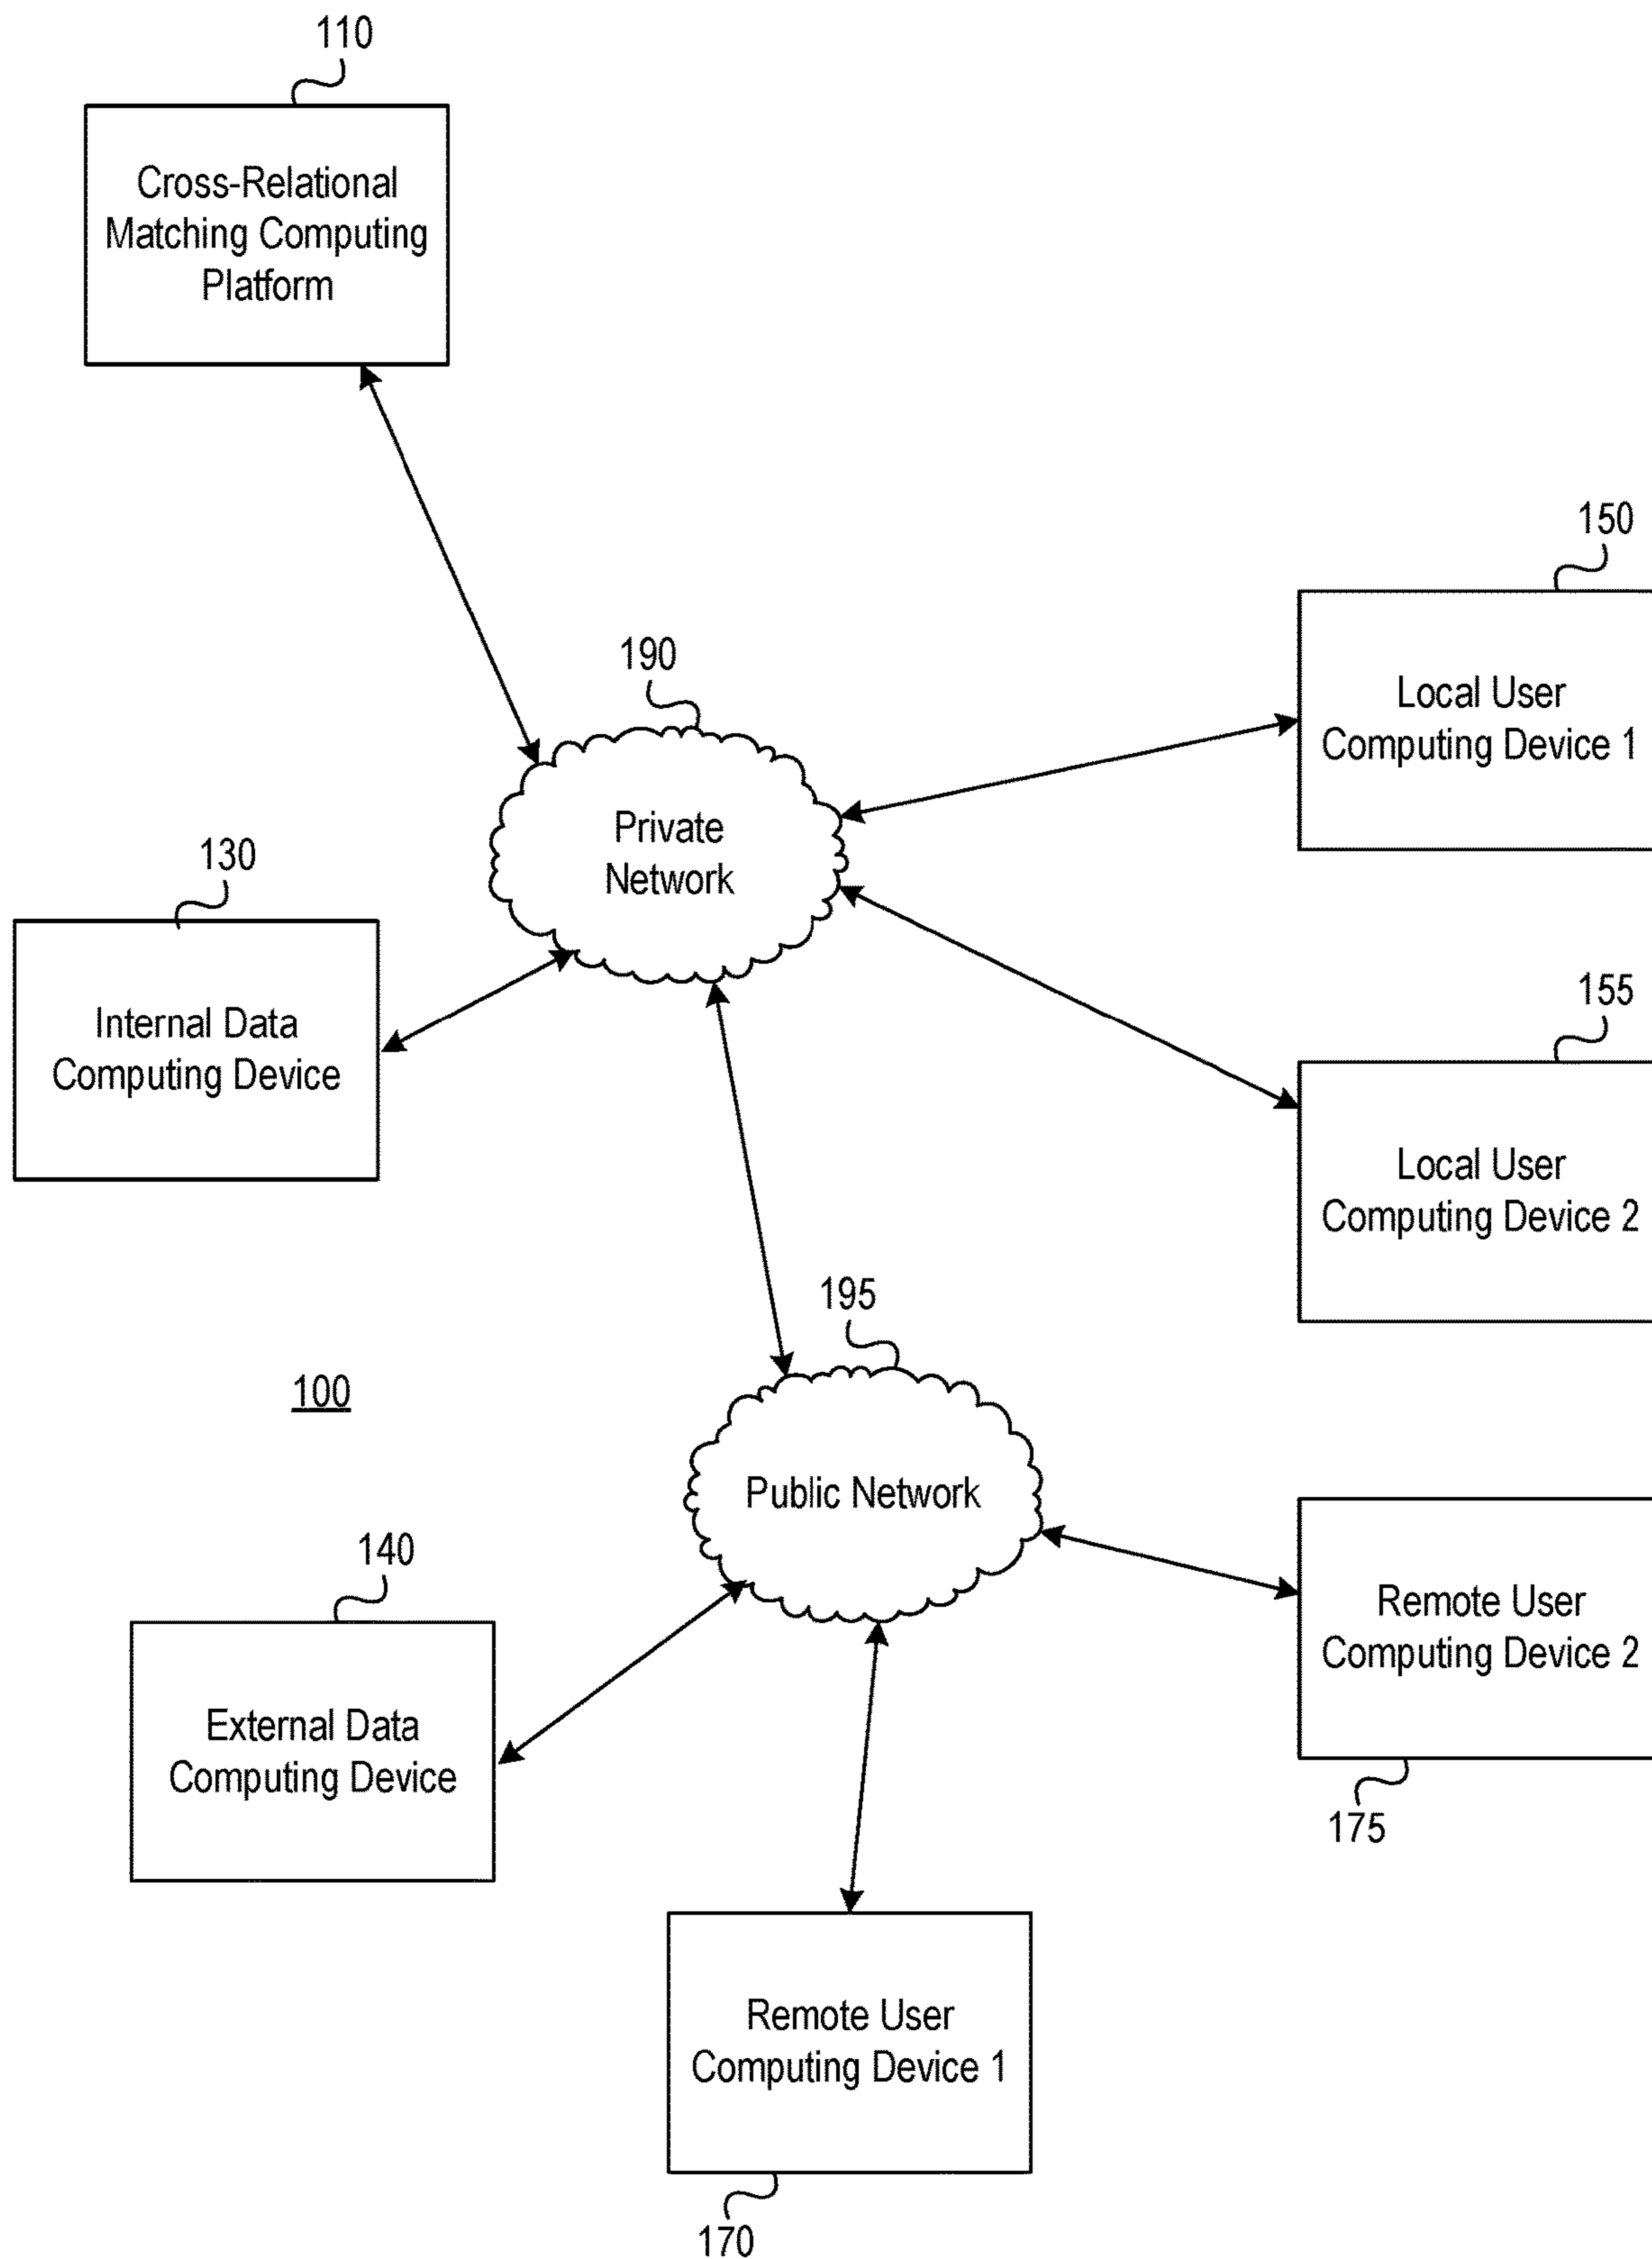 110
Cross-Relational
Matching Computing
Platform
150
Local User
Computing Device 1
190
Private
Network
130
Internal Data
Computing Device
155
Local User
Computing Device 2
195
100
Public Network
140
External Data
Computing Device
Remote User
Computing Device 2
175
Remote User
Computing Device 1
170